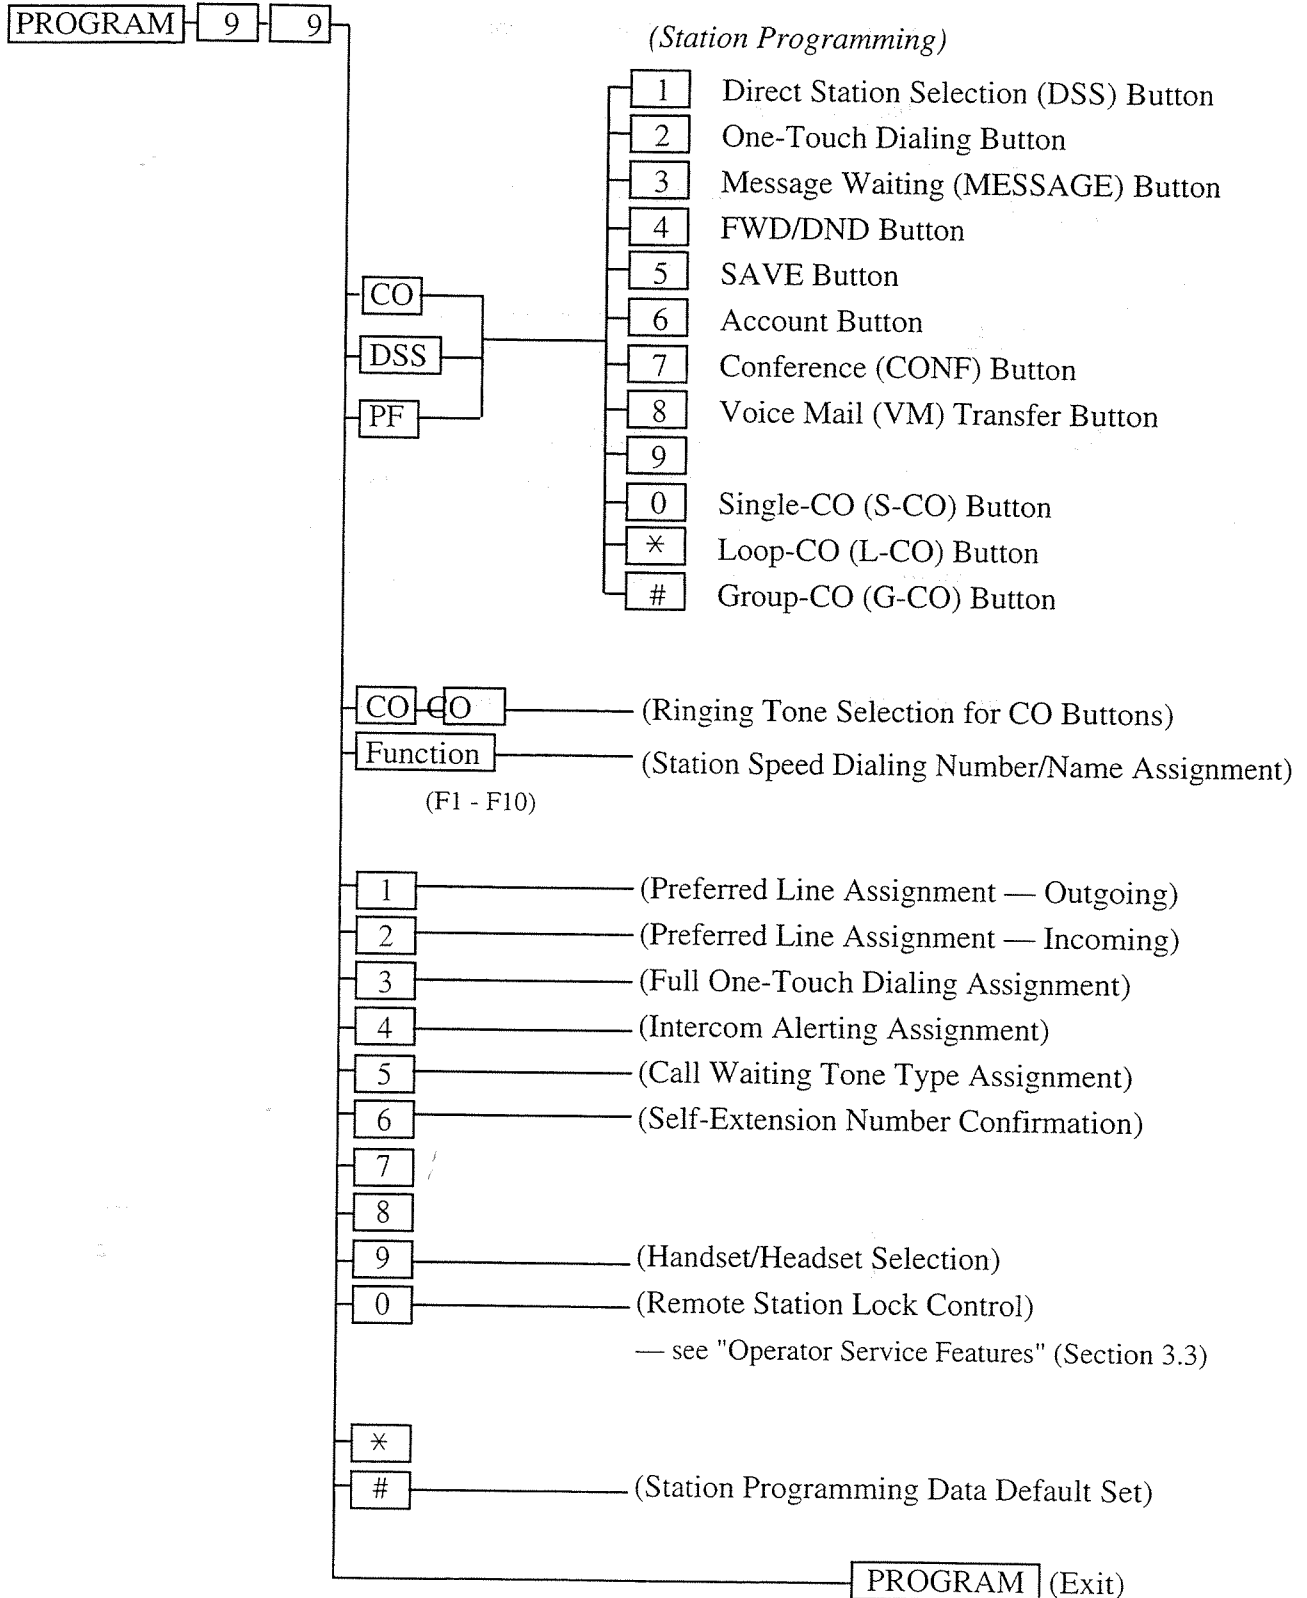 PROGRAM 9 9
(Station Programming)
1 Direct Station Selection (DSS) Button
2 One-Touch Dialing Button
3 Message Waiting (MESSAGE) Button
4 FWD/DND Button
5 SAVE Button
CO
6 Account Button
DSS
7 Conference (CONF) Button
PF
8 Voice Mail (VM) Transfer Button
9
0 Single-CO (S-CO) Button
* Loop-CO (L-CO) Button
# Group-CO (G-CO) Button
CO CO (Ringing Tone Selection for CO Buttons)
Function (Station Speed Dialing Number/Name Assignment)
(F1 - F10)
1 (Preferred Line Assignment — Outgoing)
2 (Preferred Line Assignment — Incoming)
3 (Full One-Touch Dialing Assignment)
4 (Intercom Alerting Assignment)
5 (Call Waiting Tone Type Assignment)
6 (Self-Extension Number Confirmation)
7
8
9 (Handset/Headset Selection)
0 (Remote Station Lock Control)
— see "Operator Service Features" (Section 3.3)
*
# (Station Programming Data Default Set)
PROGRAM (Exit)